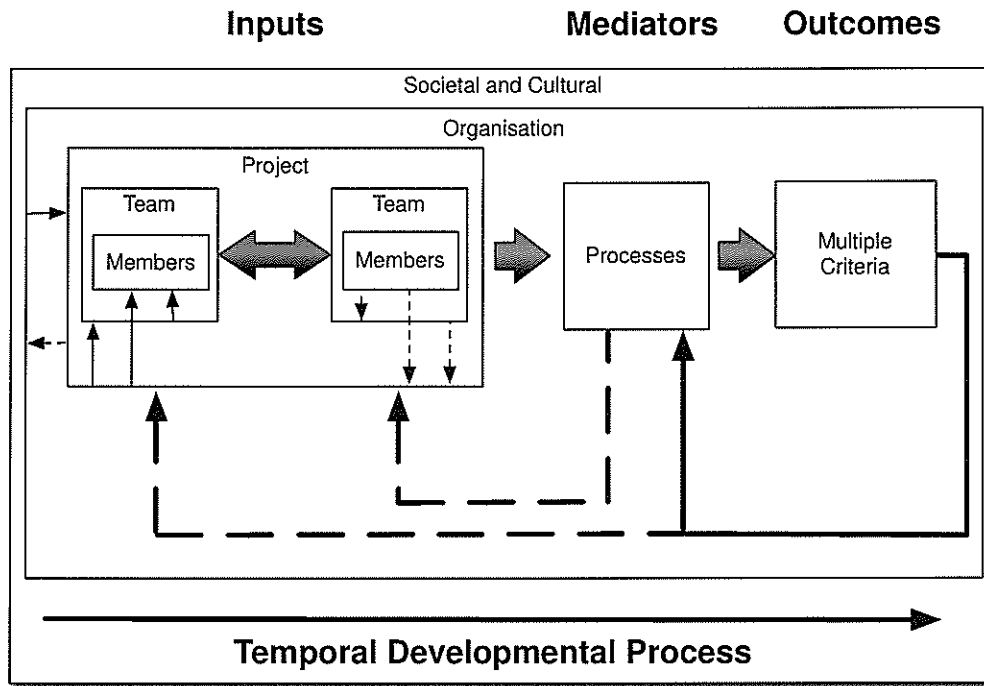 Inputs
Mediators
Outcomes
Societal and Cultural
Organisation
Project
Team
Members
Team
Members
Processes
Multiple
Criteria
Temporal Developmental Process